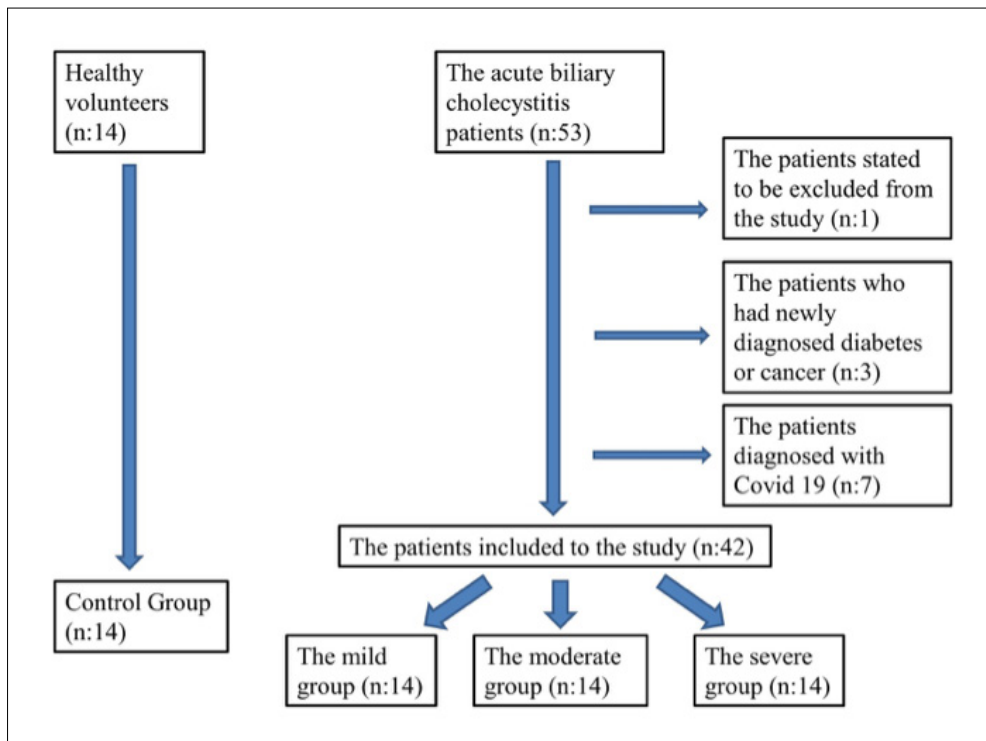 Healthy
volunteers
(n:14)
The acute biliary
cholecystitis
patients (n:53)
The patients stated
to be excluded from
the study (n:1)
The patients who
had newly
diagnosed diabetes
or cancer (n:3)
The patients
diagnosed with
Covid 19 (n:7)
The patients included to the study (n:42)
Control Group
(n:14)
The mild
group (n:14)
The moderate
group (n:14)
The severe
group (n:14)